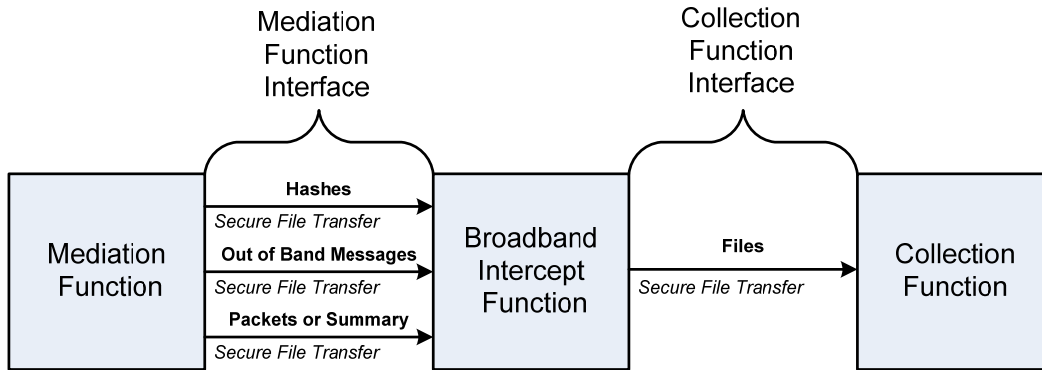 Mediation
Function
Interface
Collection
Function
Interface
Mediation
Function
Hashes
Secure File Transfer
Out of Band Messages
Secure File Transfer
Packets or Summary
Secure File Transfer
Broadband
Intercept
Function
Files
Secure File Transfer
Collection
Function